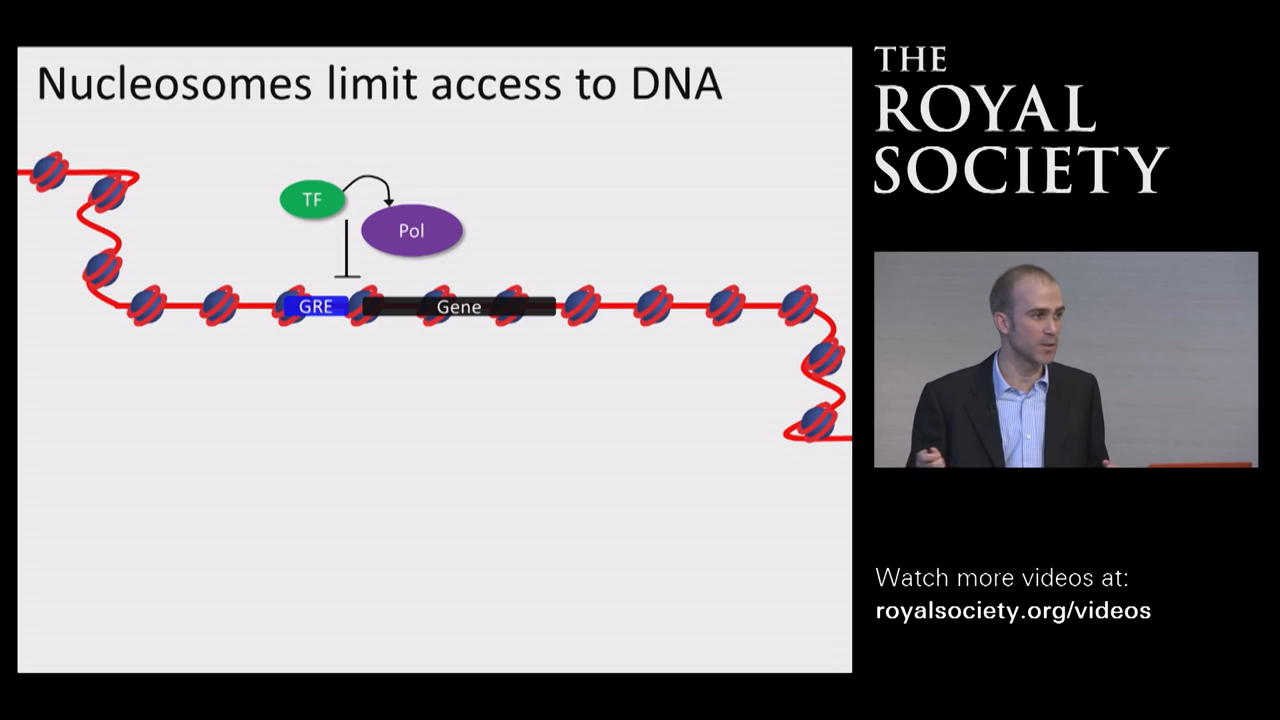 Nucleosomes limit access to DNA
TF
Pol
GRE
Gene
THE
ROYAL
SOCIETY
Watch more videos at:
royalsociety.org/videos